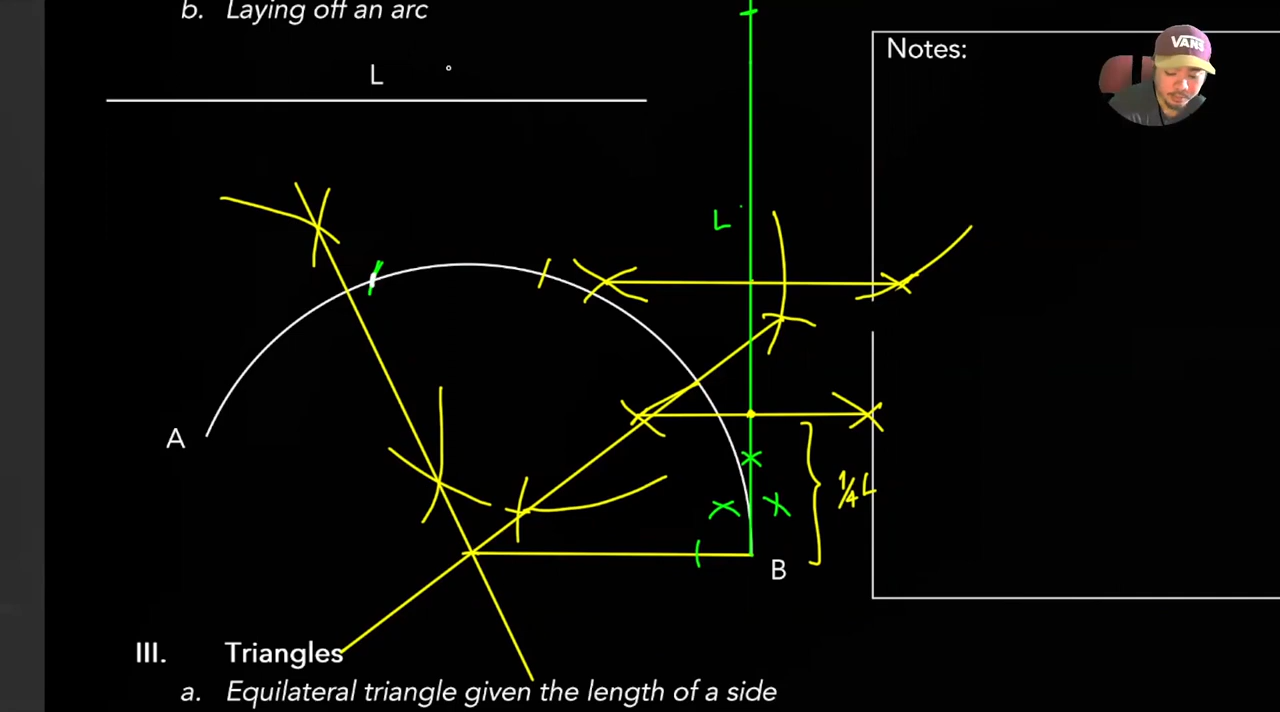 b. Laying off an arc
L
Notes:
VANS
L
A
1/4 L
B
III. Triangles
a. Equilateral triangle given the length of a side